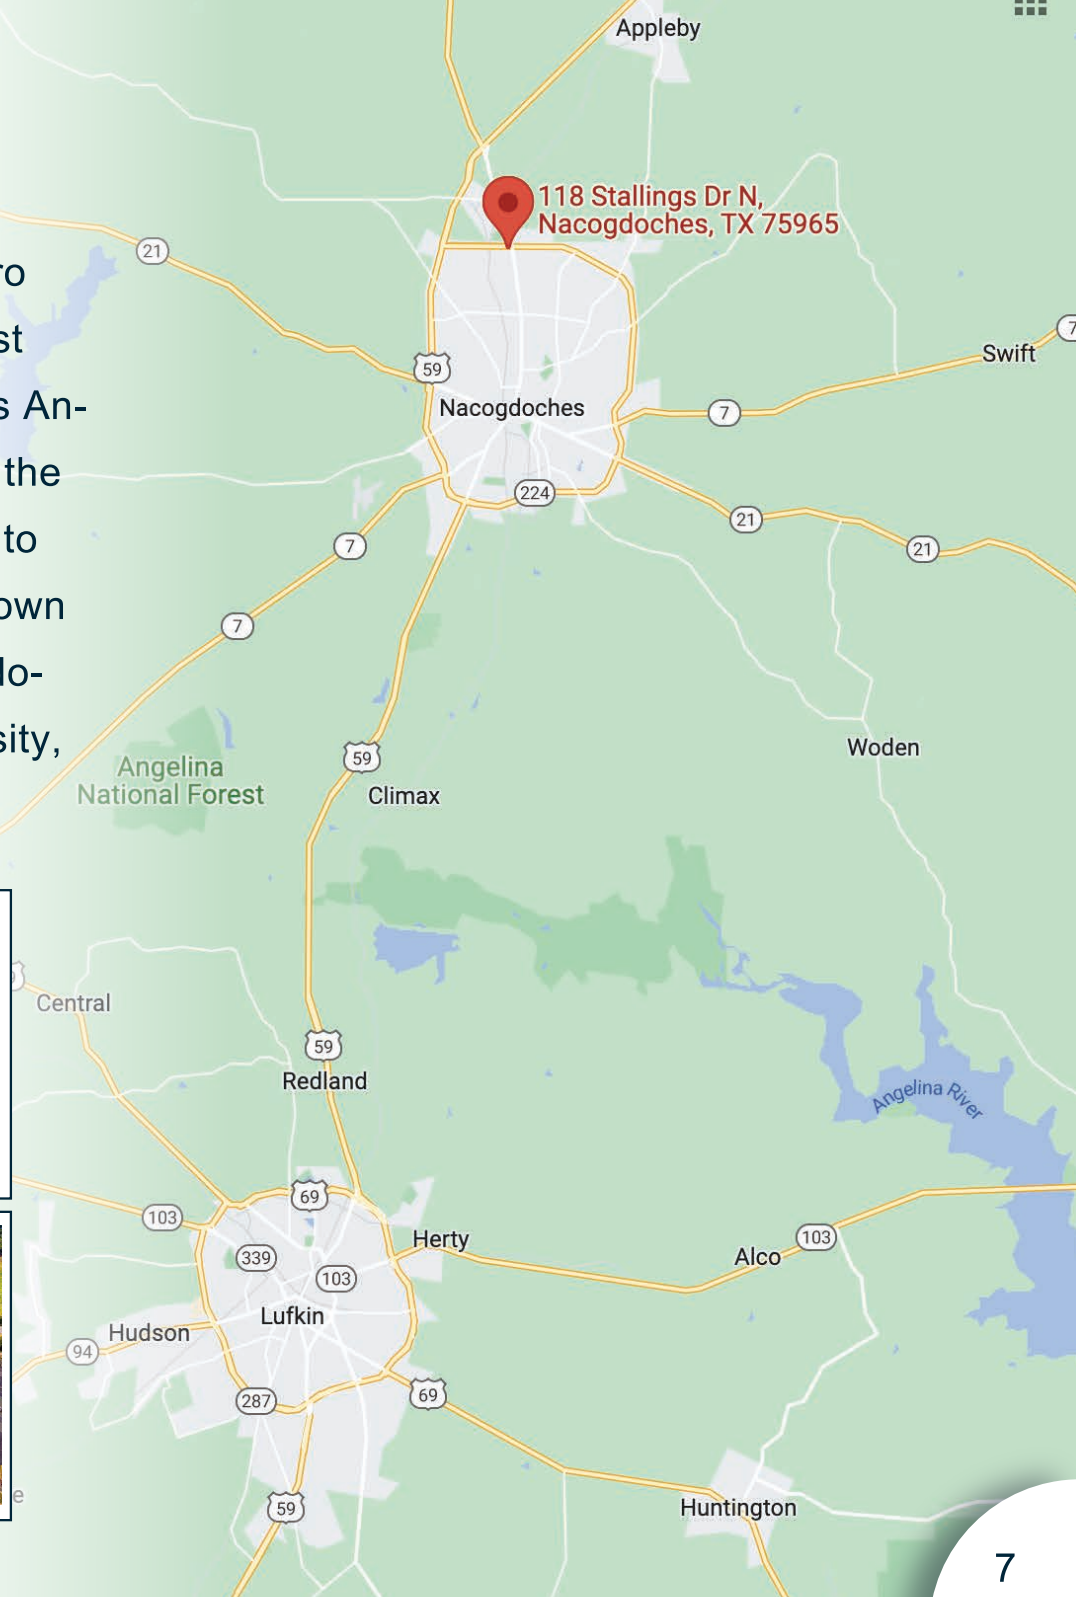 Appleby
118 Stallings Dr N,
Nacogdoches, TX 75965
21
59
Swift
7
7
Nacogdoches
224
21
21
7
7
ro
st
s An-
the
to
own
lo-
sity,
Woden
59
Climax
Angelina
National Forest
Central
59
Redland
Angelina River
69
103
Herty
103
Alco
339
103
Lufkin
Hudson
94
287
69
59
e
Huntington
7